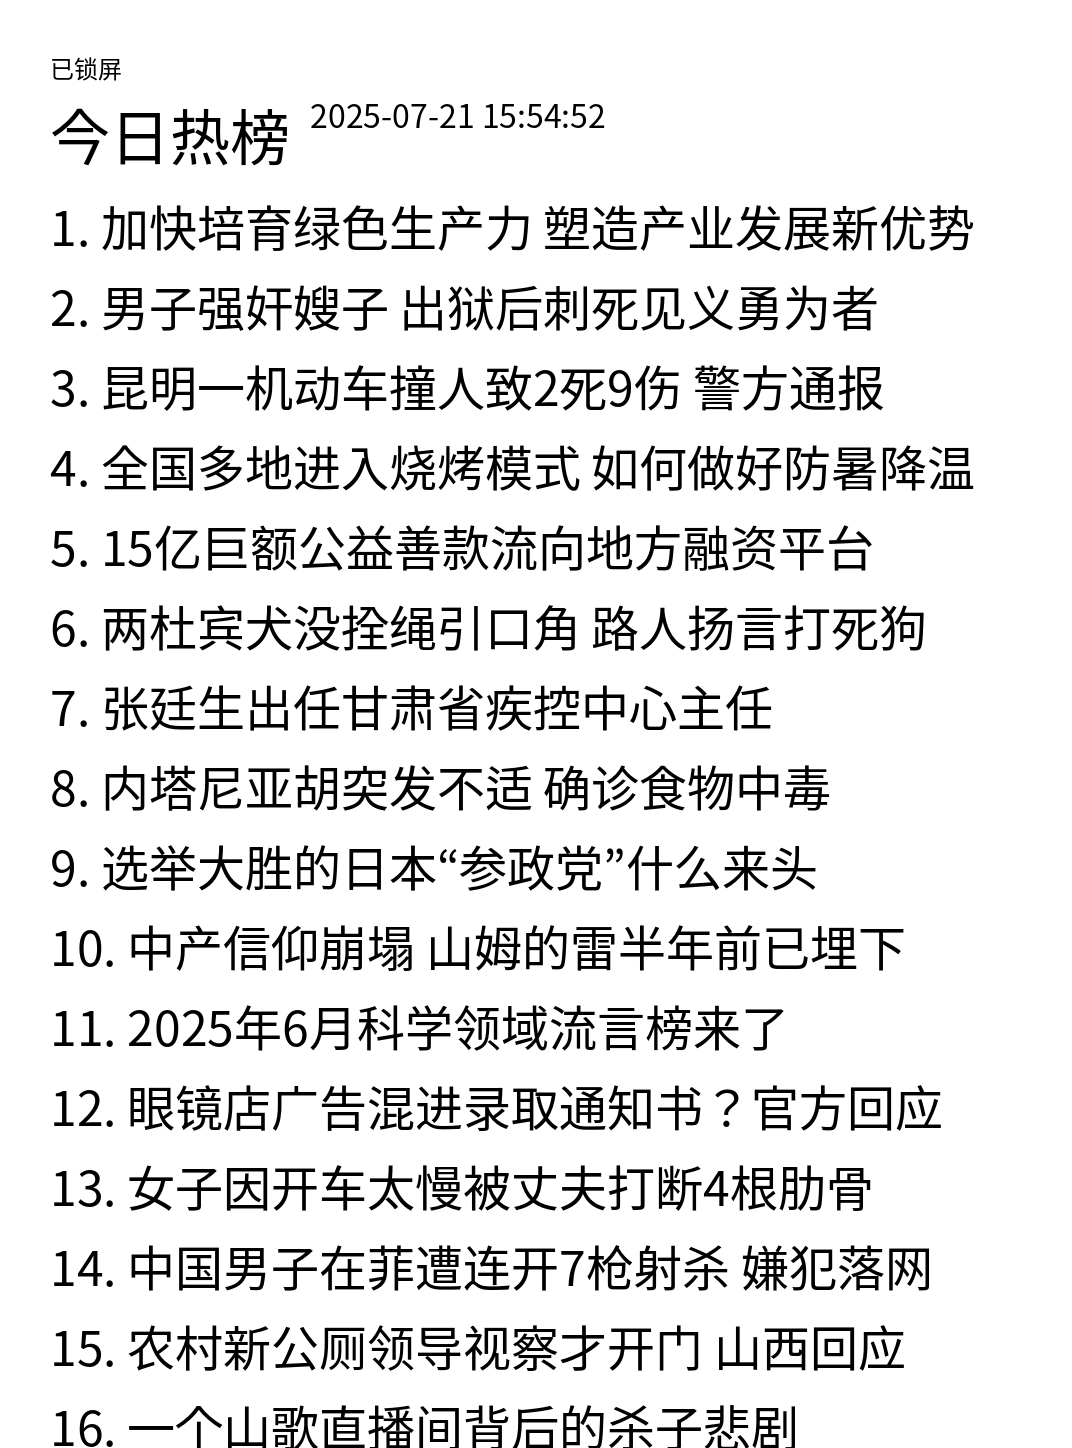 已锁屏
今日热榜 2025-07-21 15:54:52
1. 加快培育绿色生产力 塑造产业发展新优势
2. 男子强奸嫂子 出狱后刺死见义勇为者
3. 昆明一机动车撞人致2死9伤 警方通报
4. 全国多地进入烧烤模式 如何做好防暑降温
5. 15亿巨额公益善款流向地方融资平台
6. 两杜宾犬没拴绳引口角 路人扬言打死狗
7. 张廷生出任甘肃省疾控中心主任
8. 内塔尼亚胡突发不适 确诊食物中毒
9. 选举大胜的日本“参政党”什么来头
10. 中产信仰崩塌 山姆的雷半年前已埋下
11. 2025年6月科学领域流言榜来了
12. 眼镜店广告混进录取通知书？官方回应
13. 女子因开车太慢被丈夫打断4根肋骨
14. 中国男子在菲遭连开7枪射杀 嫌犯落网
15. 农村新公厕领导视察才开门 山西回应
16. 一个山歌直播间背后的杀子悲剧